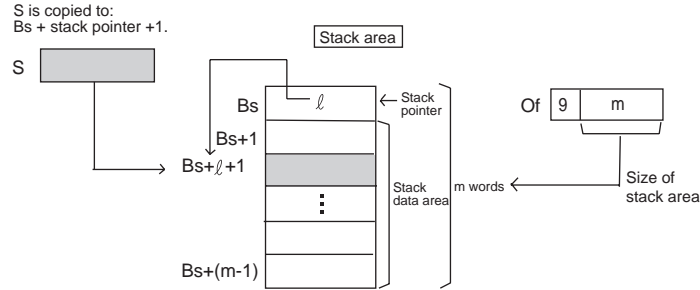 S is copied to:
Bs + stack pointer +1.
Stack area
S
Bs
ℓ
Stack
pointer
Of
9
m
Bs+1
Bs+ℓ+1
Stack
data area
m words
Size of
stack area
Bs+(m-1)